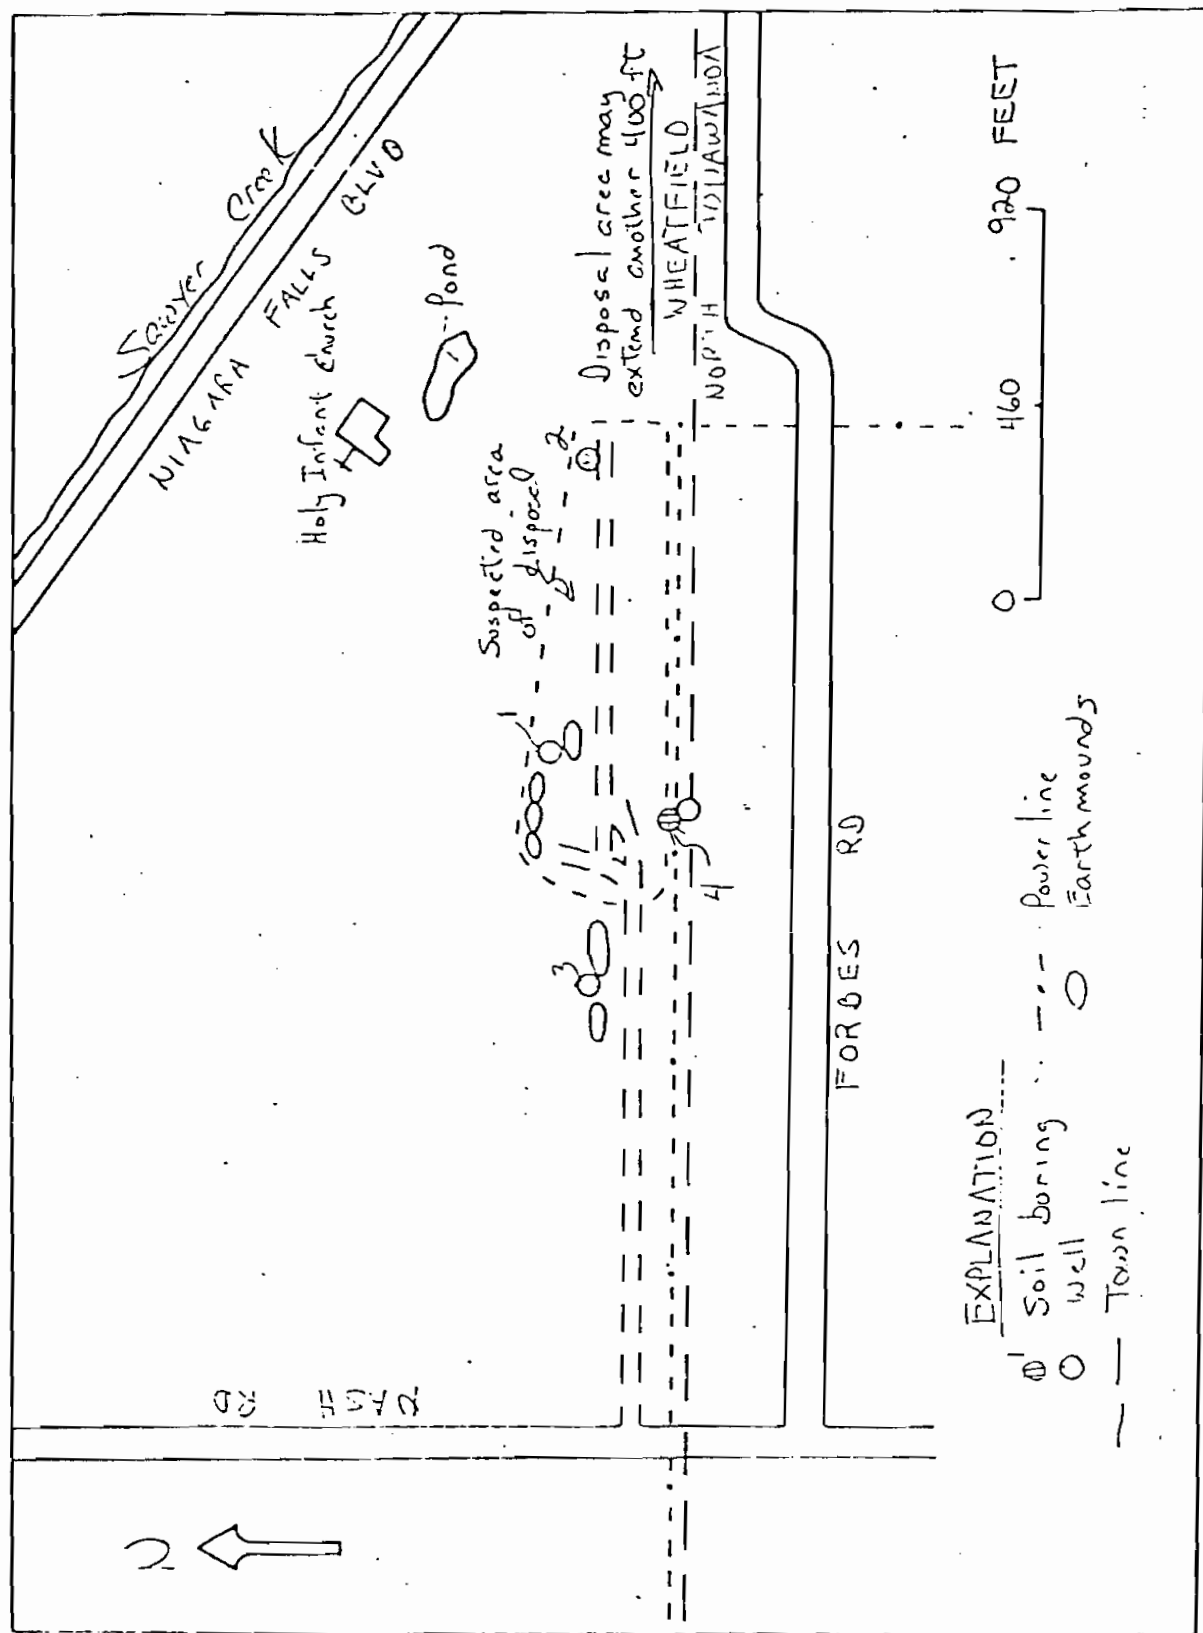 Sawyer Creek
NIAGARA FALLS BLVD
Holy Infant Church
Pond
Disposal area may
extend another 400 ft
WHEATFIELD
NORTH TONAWANDA
Suspected area
of disposal
1
2
3
4
FORBES RD
NASH RD
N
0 460 920 FEET
EXPLANATION
1 Soil boring
Well
Town line
Power line
Earth mounds